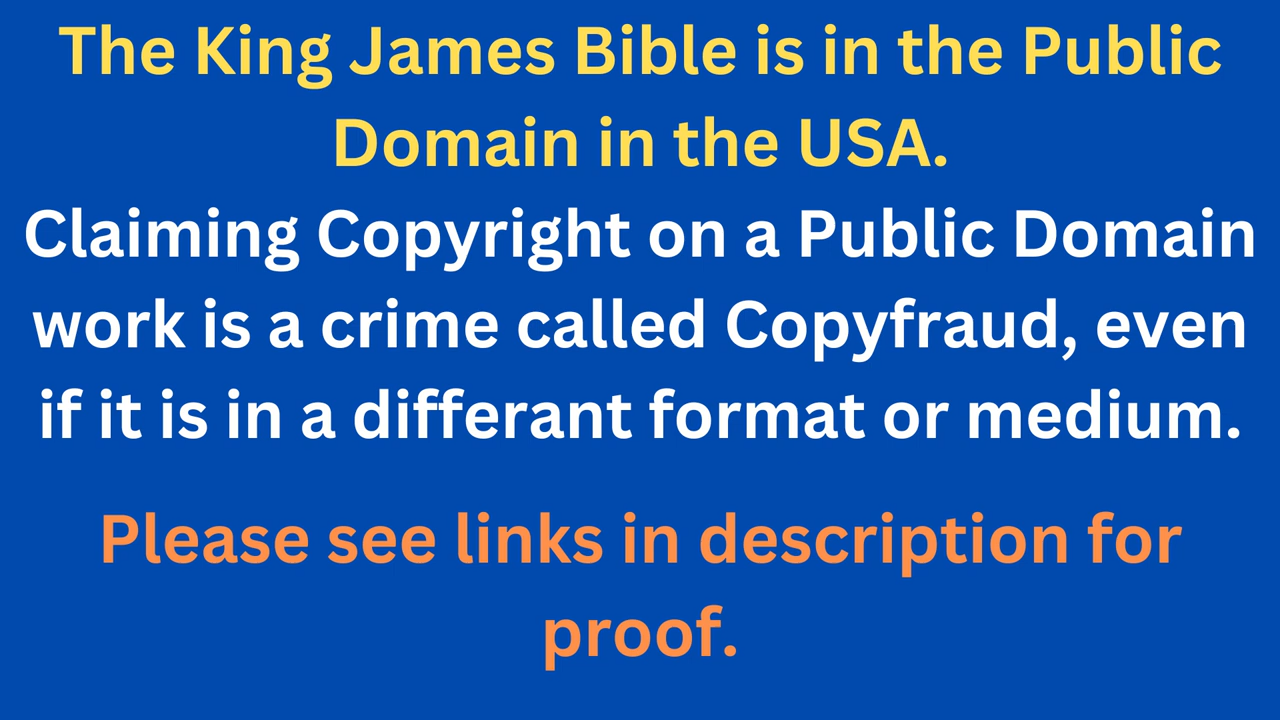 The King James Bible is in the Public
Domain in the USA.
Claiming Copyright on a Public Domain
work is a crime called Copyfraud, even
if it is in a differant format or medium.
Please see links in description for
proof.